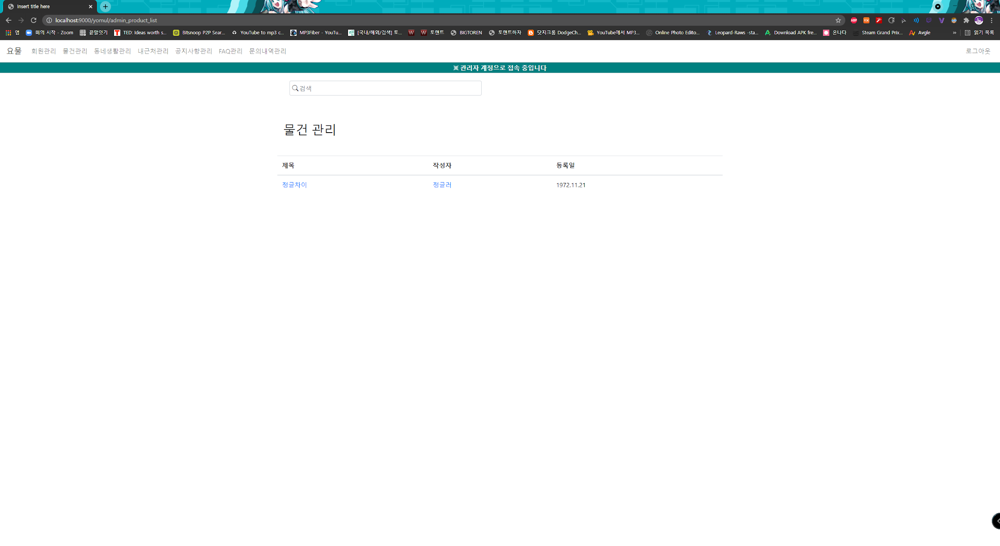 Insert title here
localhost:9000/yomul/admin_product_list
앱 회의 시작 - Zoom 끝말잇기 TED: Ideas worth s... Bitsnoop P2P Sear... YouTube to mp3 c... MP3Fiber - YouTu... [국내/해외/검색] 토... 토렌트 BIGTOREN 토렌트하자 닷지크롬 DodgeCh... YouTube에서 MP3... Online Photo Edito... Leopard-Raws -sta... Download APK fre... 온나다 Steam Grand Prix... Avgle » 읽기 목록
요물 회원관리 물건관리 동네생활관리 내근처관리 공지사항관리 FAQ관리 문의내역관리 로그아웃
※ 관리자 계정으로 접속 중입니다
검색
물건 관리
제목 작성자 등록일
정글차이 정글러 1972.11.21